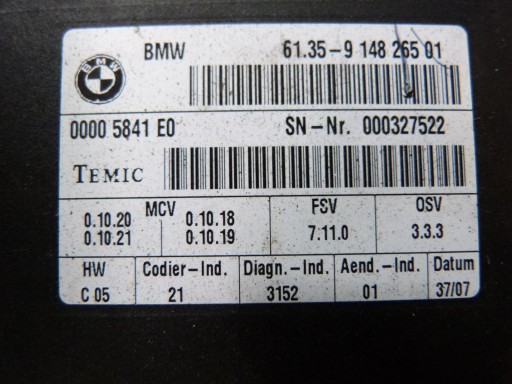 BMW
BMW 61.35-9 148 265 01
0000 5841 E0 SN-Nr. 000327522
TEMIC
MCV FSV OSV
0.10.20 0.10.18 7.11.0 3.3.3
0.10.21 0.10.19
HW Codier-Ind. Diagn.-Ind. Aend.-Ind. Datum
C 05 21 3152 01 37/07